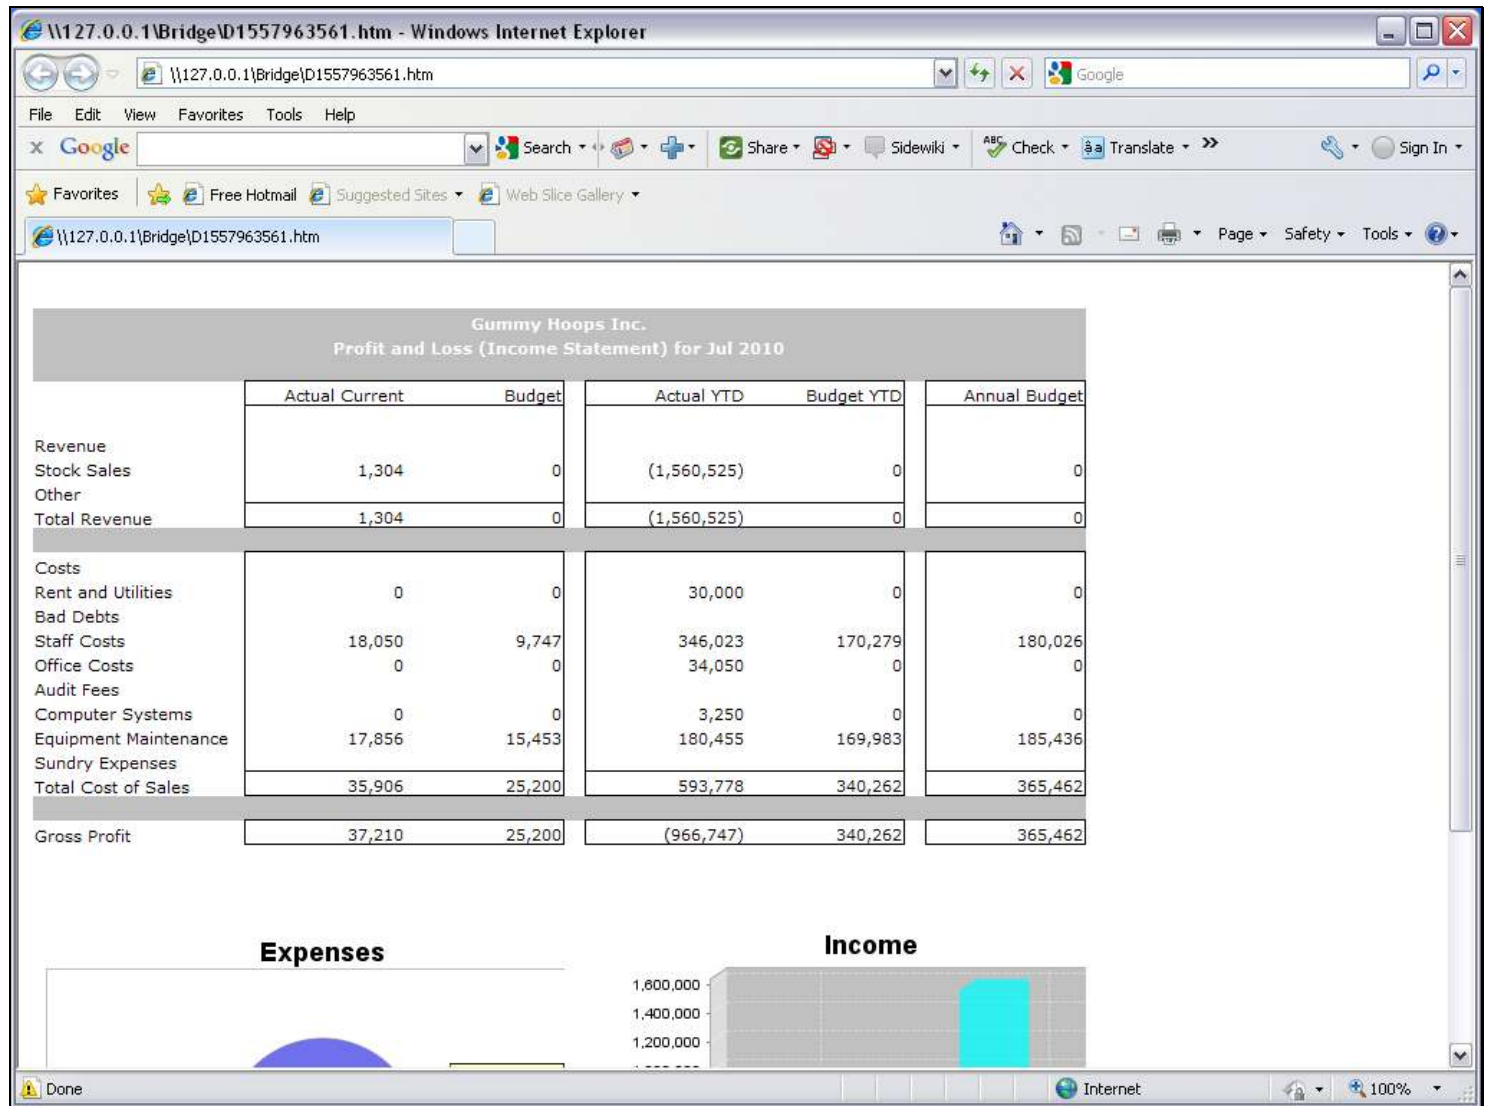 \\127.0.0.1\Bridge\D1557963561.htm - Windows Internet Explorer
\\127.0.0.1\Bridge\D1557963561.htm Google
File Edit View Favorites Tools Help
x Google Search Share Sidewiki ABC Check aa Translate » Sign In
Favorites Free Hotmail Suggested Sites Web Slice Gallery
\\127.0.0.1\Bridge\D1557963561.htm Page Safety Tools
Gummy Hoops Inc.
Profit and Loss (Income Statement) for Jul 2010
Actual Current Budget Actual YTD Budget YTD Annual Budget
Revenue
Stock Sales 1,304 0 (1,560,525) 0 0
Other
Total Revenue 1,304 0 (1,560,525) 0 0
Costs
Rent and Utilities 0 0 30,000 0 0
Bad Debts
Staff Costs 18,050 9,747 346,023 170,279 180,026
Office Costs 0 0 34,050 0 0
Audit Fees
Computer Systems 0 0 3,250 0 0
Equipment Maintenance 17,856 15,453 180,455 169,983 185,436
Sundry Expenses
Total Cost of Sales 35,906 25,200 593,778 340,262 365,462
Gross Profit 37,210 25,200 (966,747) 340,262 365,462
Expenses Income
1,600,000
1,400,000
1,200,000
Done Internet 100%